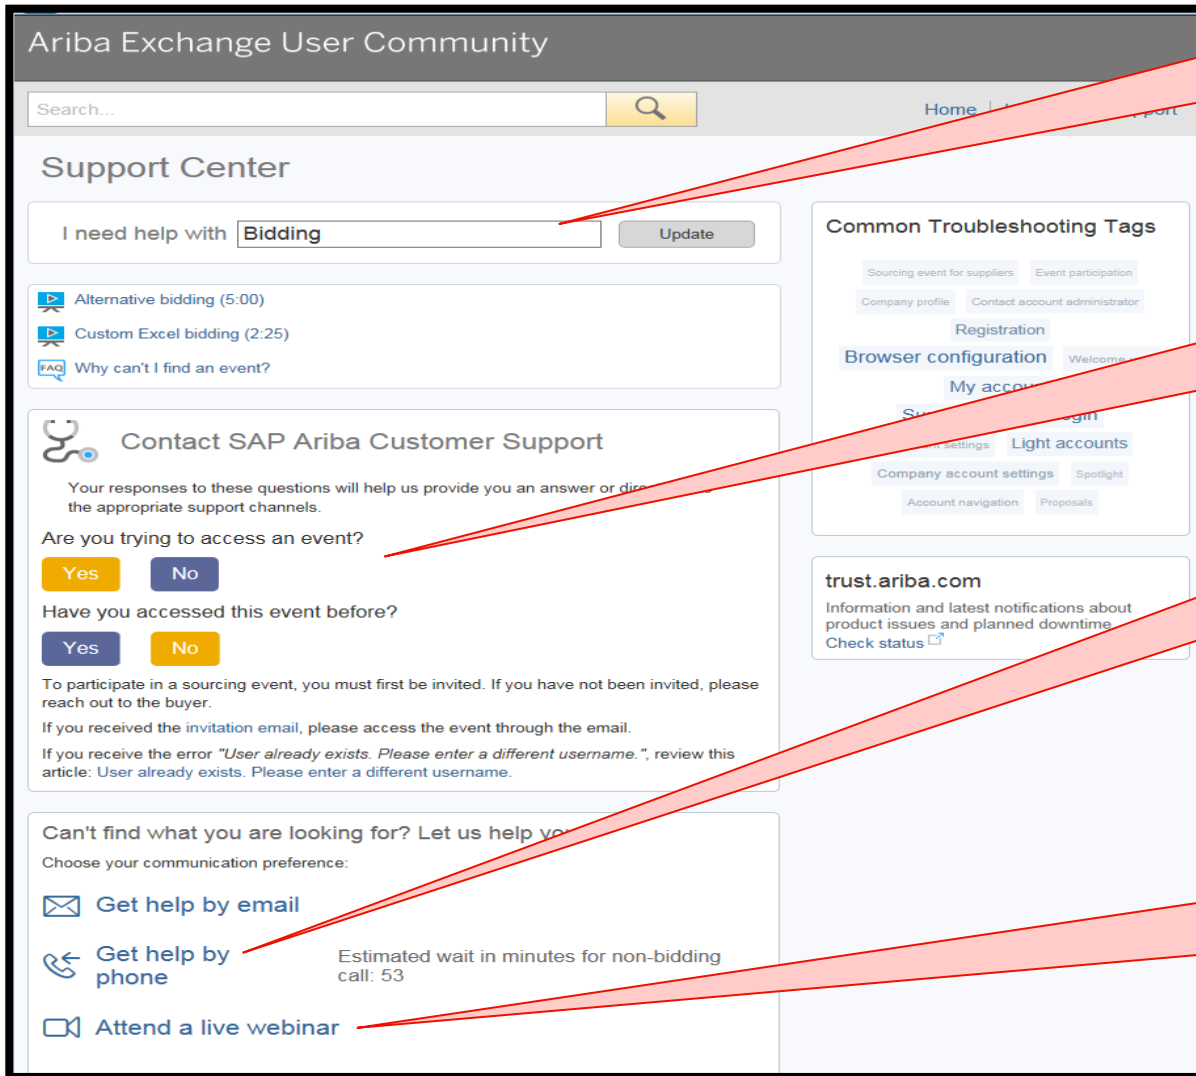 Ariba Exchange User Community
Search...
Home
Support Center
I need help with Bidding Update
Alternative bidding (5:00)
Custom Excel bidding (2:25)
FAQ Why can't I find an event?
Contact SAP Ariba Customer Support
Your responses to these questions will help us provide you an answer or
the appropriate support channels.
Are you trying to access an event?
Yes No
Have you accessed this event before?
Yes No
To participate in a sourcing event, you must first be invited. If you have not been invited, please
reach out to the buyer.
If you received the invitation email, please access the event through the email.
If you receive the error "User already exists. Please enter a different username.", review this
article: User already exists. Please enter a different username.
Can't find what you are looking for? Let us help
Choose your communication preference:
Get help by email
Get help by
phone
Estimated wait in minutes for non-bidding
call: 53
Attend a live webinar
Common Troubleshooting Tags
Sourcing event for suppliers Event participation
Company profile Contact account administrator
Registration
Browser configuration Welcome
My
settings Light accounts
Company account settings Spotlight
Account navigation Proposals
trust.ariba.com
Information and latest notifications about
product issues and planned downtime
Check status